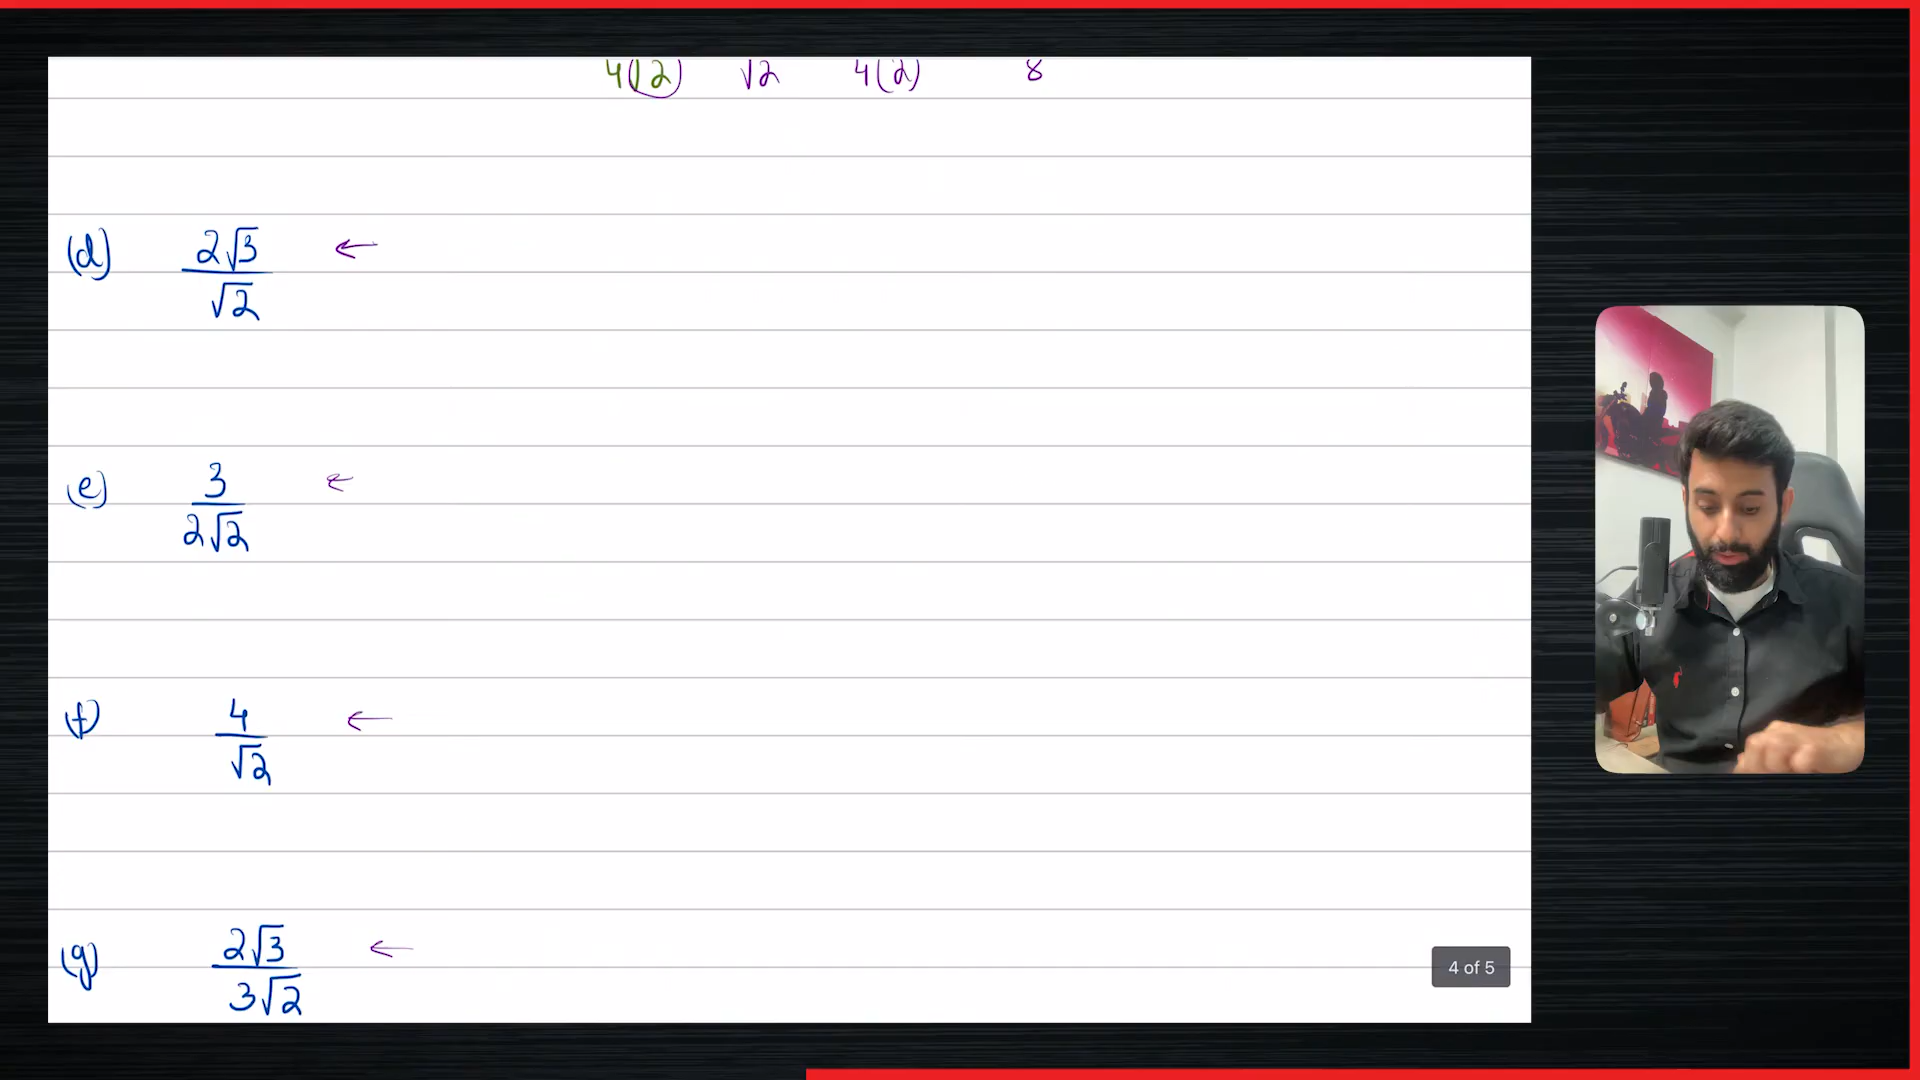 4(√2) √2 4(2) 8
(d) 2√3
√2
←
(e) 3
2√2
←
(f) 4
√2
←
(g) 2√3
3√2
←
4 of 5